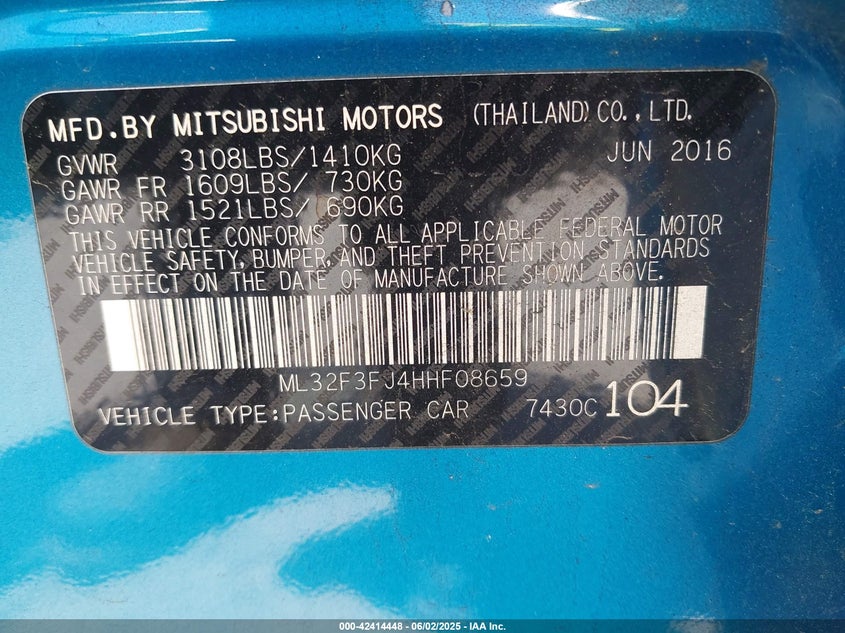 MFD.BY MITSUBISHI MOTORS (THAILAND) CO.,LTD.
GVWR 3108LBS/1410KG JUN 2016
GAWR FR 1609LBS/ 730KG
GAWR RR 1521LBS/ 690KG
THIS VEHICLE CONFORMS TO ALL APPLICABLE FEDERAL MOTOR
VEHICLE SAFETY, BUMPER, AND THEFT PREVENTION STANDARDS
IN EFFECT ON THE DATE OF MANUFACTURE SHOWN ABOVE.
ML32F3FJ4HHF08659
VEHICLE TYPE:PASSENGER CAR 7430C 104
000-42414448 - 06/02/2025 - IAA Inc.